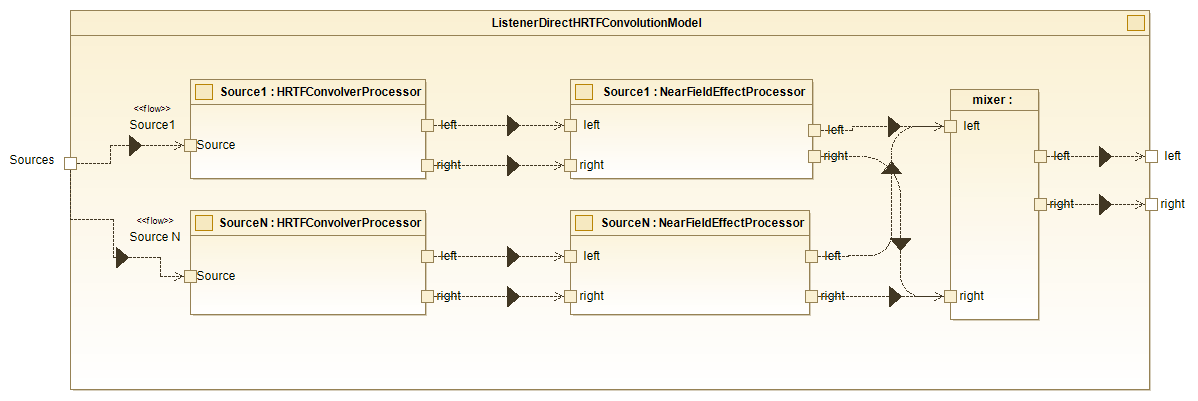 ListenerDirectHRTFConvolutionModel
Source1 : HRTFConvolverProcessor
Source1 : NearFieldEffectProcessor
mixer :
<<flow>>
Source1
left
left
left
left
Source
Sources
left
left
right
right
right
right
right
SourceN : HRTFConvolverProcessor
SourceN : NearFieldEffectProcessor
<<flow>>
Source N
left
left
left
Source
right
right
right
right